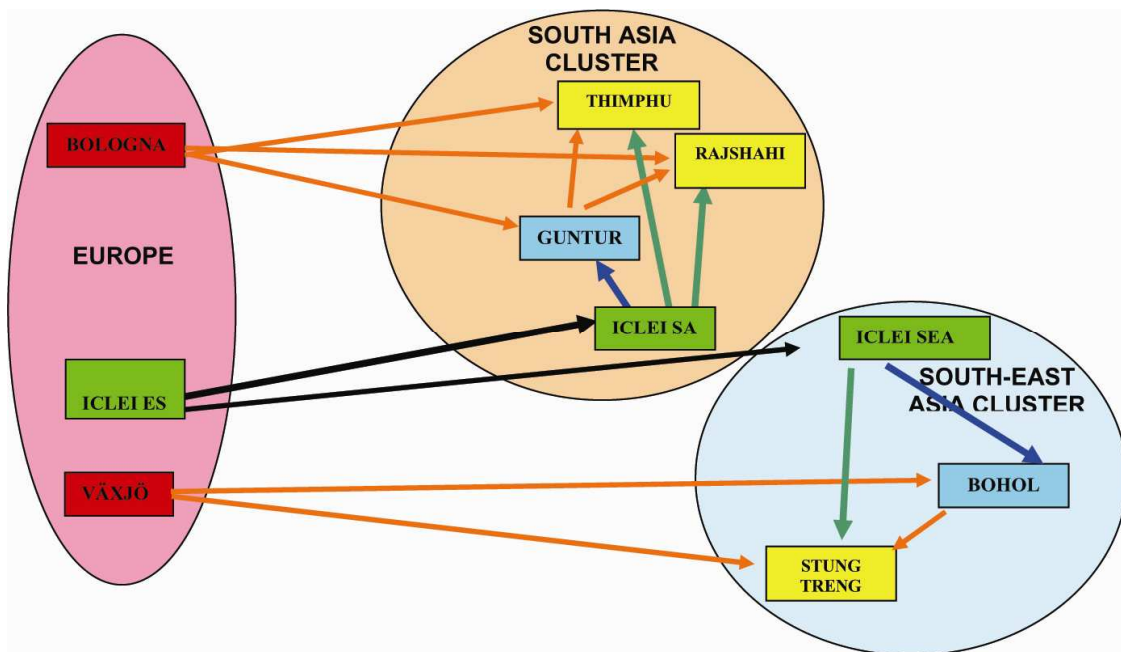 SOUTH ASIA
CLUSTER
THIMPHU
BOLOGNA
RAJSHAHI
GUNTUR
EUROPE
ICLEI SA
ICLEI SEA
ICLEI ES
SOUTH-EAST
ASIA CLUSTER
VÄXJÖ
BOHOL
STUNG
TRENG